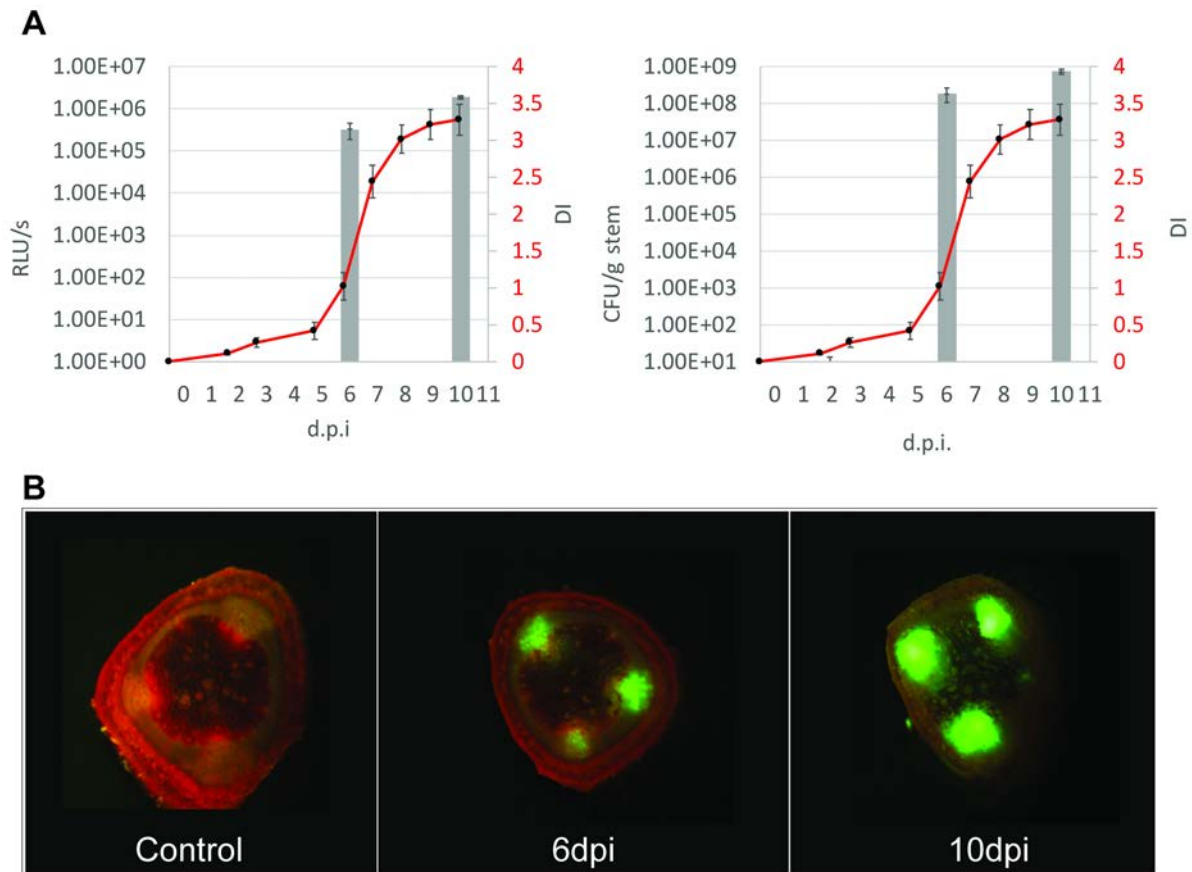 A
RLU/s
1.00E+07
1.00E+06
1.00E+05
1.00E+04
1.00E+03
1.00E+02
1.00E+01
1.00E+00
4
3.5
3
2.5
2
1.5
1
0.5
0
DI
0 1 2 3 4 5 6 7 8 9 10 11
d.p.i
CFU/g stem
1.00E+09
1.00E+08
1.00E+07
1.00E+06
1.00E+05
1.00E+04
1.00E+03
1.00E+02
1.00E+01
4
3.5
3
2.5
2
1.5
1
0.5
0
DI
0 1 2 3 4 5 6 7 8 9 10 11
d.p.i.
B
Control
6dpi
10dpi